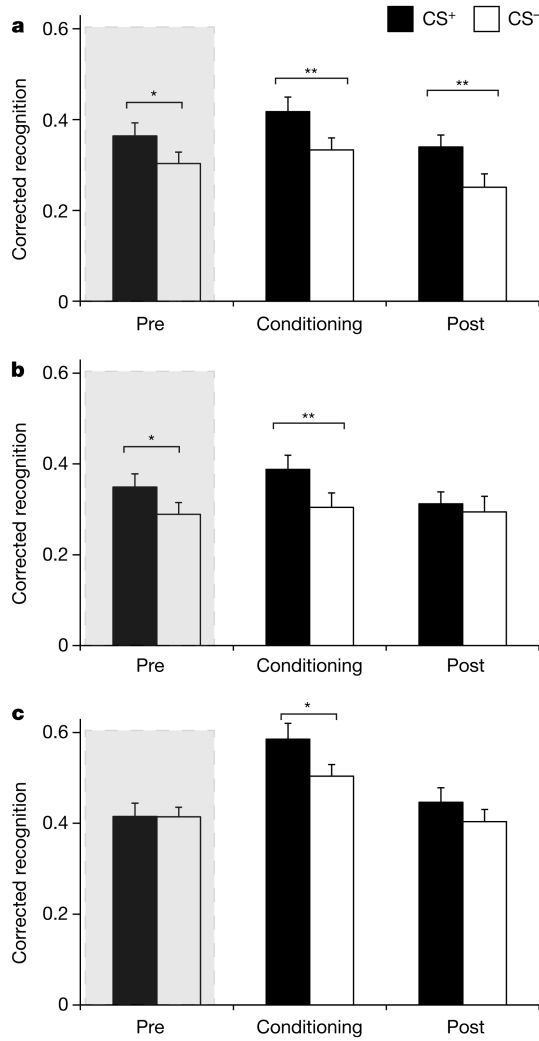 CS⁺ CS⁻
a
Corrected recognition
0.6
0.4
0.2
0
* ** **
Pre Conditioning Post
b
Corrected recognition
0.6
0.4
0.2
0
* **
Pre Conditioning Post
c
Corrected recognition
0.6
0.4
0.2
0
*
Pre Conditioning Post